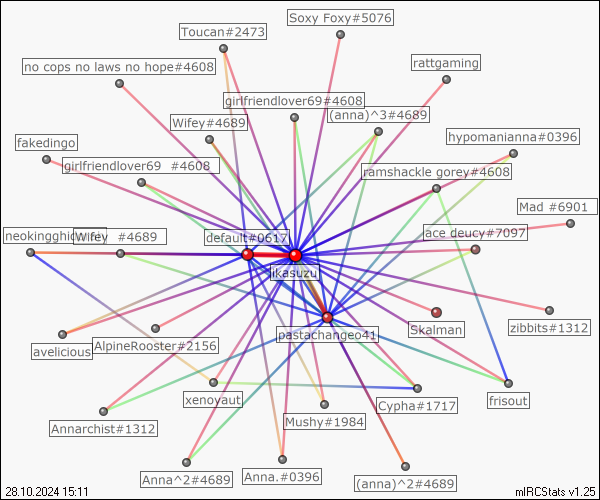 Soxy Foxy#5076
Toucan#2473
rattgaming
no cops no laws no hope#4608
girlfriendlover69#4608
(anna)^3#4689
Wifey#4689
hypomanianna#0396
fakedingo
girlfriendlover69 #4608
ramshackle gorey#4608
Mad #6901
neokingghid
Wifey #4689
default#0617
lace deucy#7097
likasuzu
pastachangeo41
Skalman
zibbits#1312
avelicious
AlpineRooster#2156
xenoyaut
Cypha#1717
frisout
Annarchist#1312
Mushy#1984
Anna^2#4689
Anna.#0396
(anna)^2#4689
28.10.2024 15:11
mIRCStats v1.25